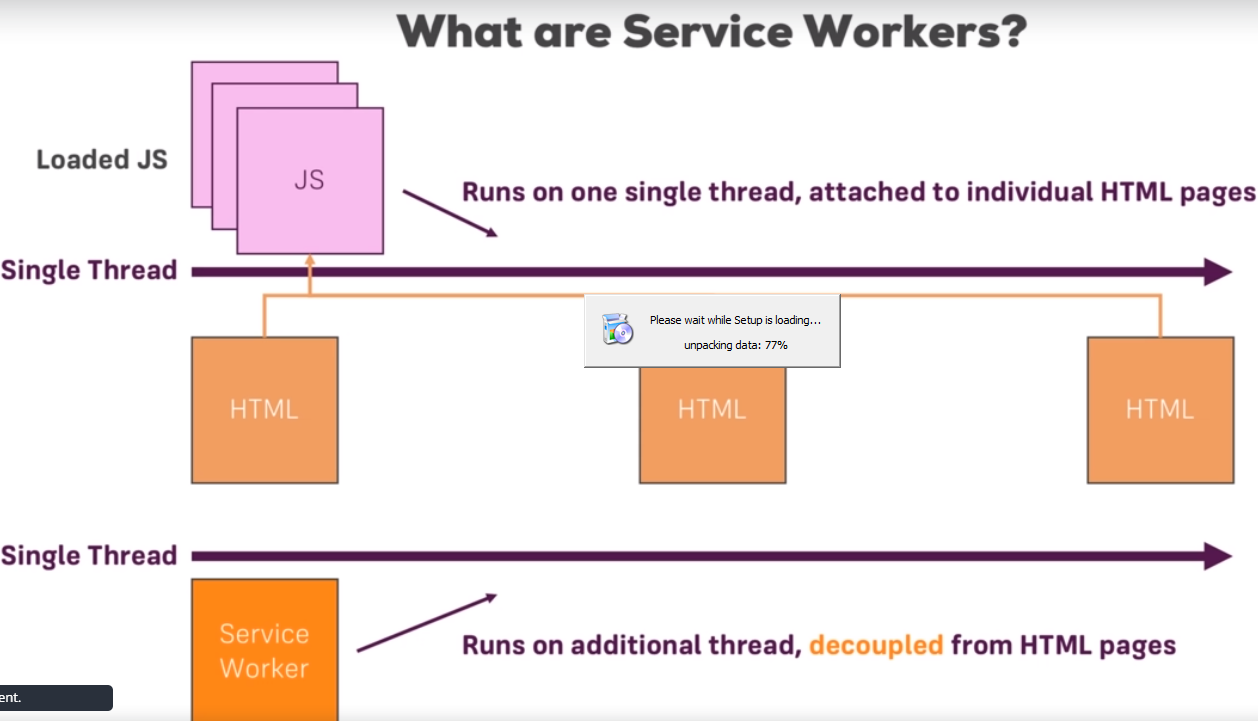 What are Service Workers?
Loaded JS
JS
Runs on one single thread, attached to individual HTML pages
Single Thread
Please wait while Setup is loading...
unpacking data: 77%
HTML
HTML
HTML
Single Thread
Service
Worker
Runs on additional thread, decoupled from HTML pages
ent.